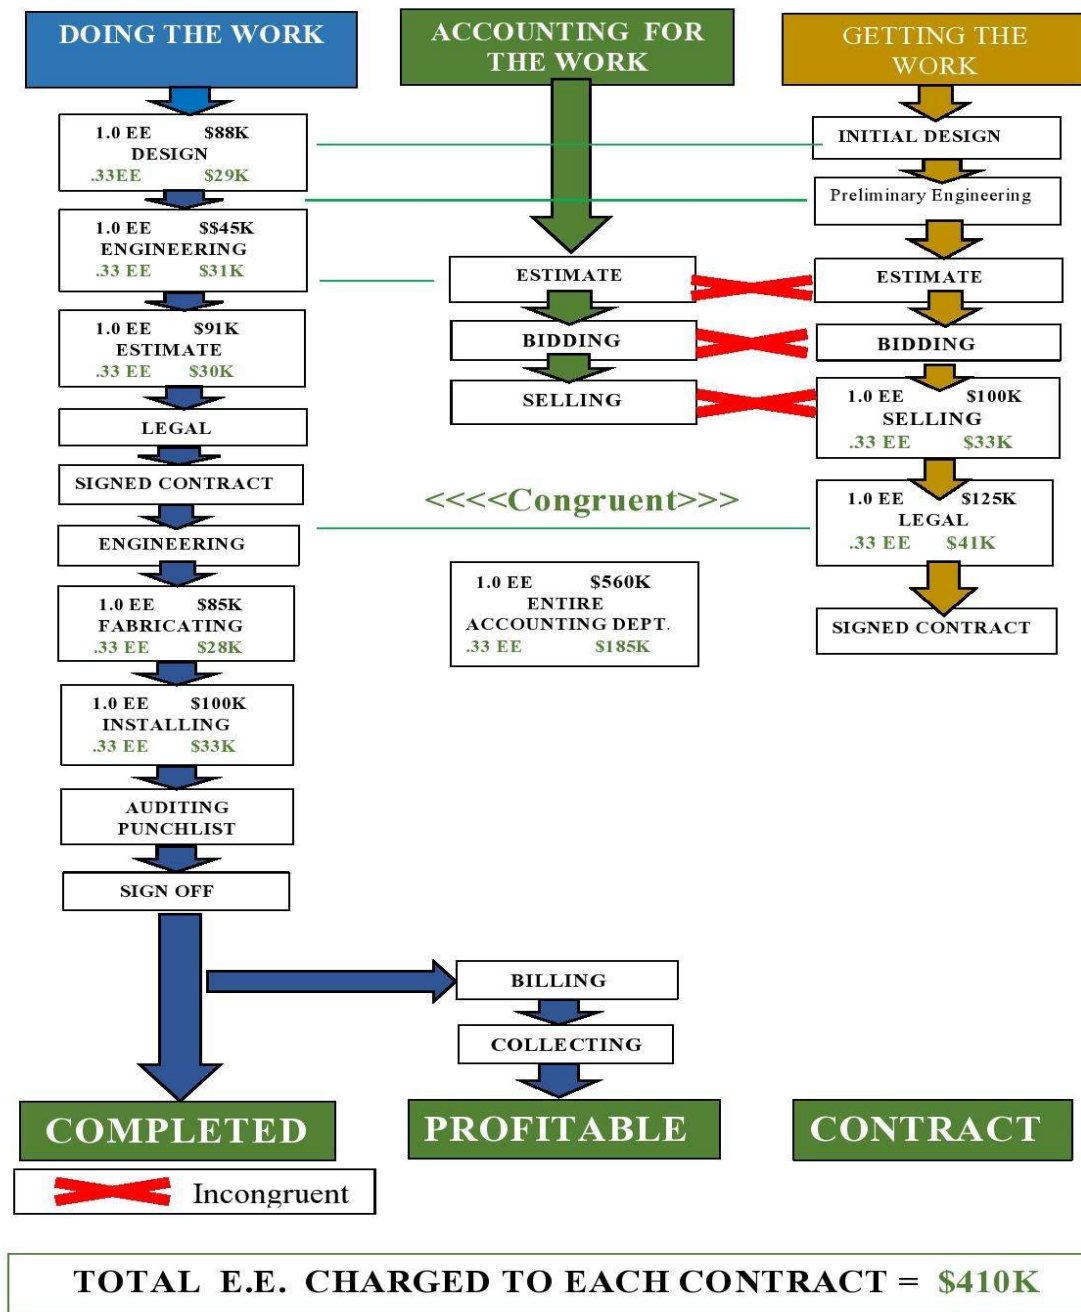 DOING THE WORK
1.0 EE $88K
DESIGN
.33EE $29K
1.0 EE $$45K
ENGINEERING
.33 EE $31K
1.0 EE $91K
ESTIMATE
.33 EE $30K
LEGAL
SIGNED CONTRACT
ENGINEERING
1.0 EE $85K
FABRICATING
.33 EE $28K
1.0 EE $100K
INSTALLING
.33 EE $33K
AUDITING
PUNCHLIST
SIGN OFF
ACCOUNTING FOR
THE WORK
ESTIMATE
BIDDING
SELLING
<<<<Congruent>>>
1.0 EE $560K
ENTIRE
ACCOUNTING DEPT.
.33 EE $185K
BILLING
COLLECTING
GETTING THE
WORK
INITIAL DESIGN
Preliminary Engineering
ESTIMATE
BIDDING
1.0 EE $100K
SELLING
.33 EE $33K
1.0 EE $125K
LEGAL
.33 EE $41K
SIGNED CONTRACT
COMPLETED
PROFITABLE
CONTRACT
Incongruent
TOTAL E.E. CHARGED TO EACH CONTRACT = $410K